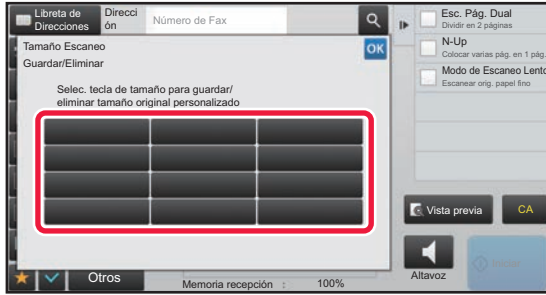 Libreta de
Direcciones
Direcci
ón
Número de Fax
Tamaño Escaneo
OK
Guardar/Eliminar
Selec. tecla de tamaño para guardar/
eliminar tamaño original personalizado
Esc. Pág. Dual
Dividir en 2 páginas
N-Up
Colocar varias pág. en 1 pág.
Modo de Escaneo Lento
Escanear orig. papel fino
Vista previa
CA
Altavoz
Otros
Memoria recepción : 100%